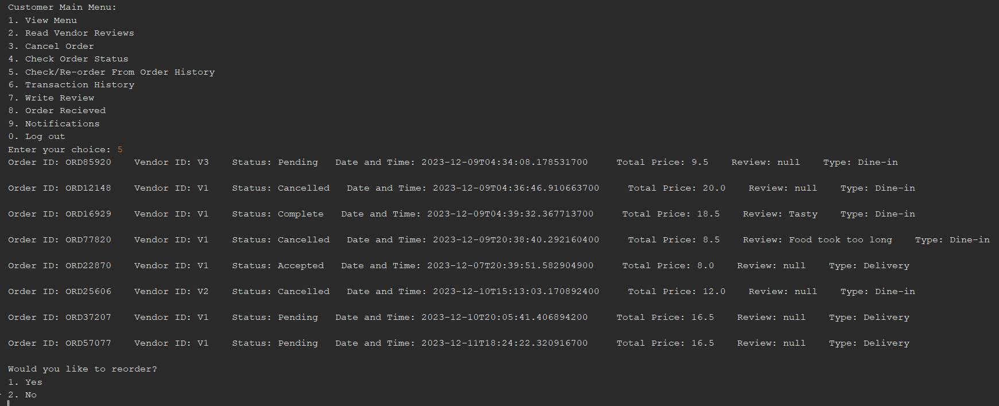 Customer Main Menu:
1. View Menu
2. Read Vendor Reviews
3. Cancel Order
4. Check Order Status
5. Check/Re-order From Order History
6. Transaction History
7. Write Review
8. Order Recieved
9. Notifications
0. Log out
Enter your choice: 5
Order ID: ORD85920    Vendor ID: V3    Status: Pending   Date and Time: 2023-12-09T04:34:08.178531700     Total Price: 9.5    Review: null    Type: Dine-in
Order ID: ORD12148    Vendor ID: V1    Status: Cancelled   Date and Time: 2023-12-09T04:36:46.910663700     Total Price: 20.0    Review: null    Type: Dine-in
Order ID: ORD16929    Vendor ID: V1    Status: Complete   Date and Time: 2023-12-09T04:39:32.367713700     Total Price: 18.5    Review: Tasty    Type: Dine-in
Order ID: ORD77820    Vendor ID: V1    Status: Cancelled   Date and Time: 2023-12-09T20:38:40.292160400     Total Price: 8.5    Review: Food took too long    Type: Dine-in
Order ID: ORD22870    Vendor ID: V1    Status: Accepted   Date and Time: 2023-12-07T20:39:51.582904900     Total Price: 8.0    Review: null    Type: Delivery
Order ID: ORD25606    Vendor ID: V2    Status: Cancelled   Date and Time: 2023-12-10T15:13:03.170892400     Total Price: 12.0    Review: null    Type: Dine-in
Order ID: ORD37207    Vendor ID: V1    Status: Pending   Date and Time: 2023-12-10T20:05:41.406894200     Total Price: 16.5    Review: null    Type: Delivery
Order ID: ORD57077    Vendor ID: V1    Status: Pending   Date and Time: 2023-12-11T18:24:22.320916700     Total Price: 16.5    Review: null    Type: Delivery
Would you like to reorder?
1. Yes
2. No